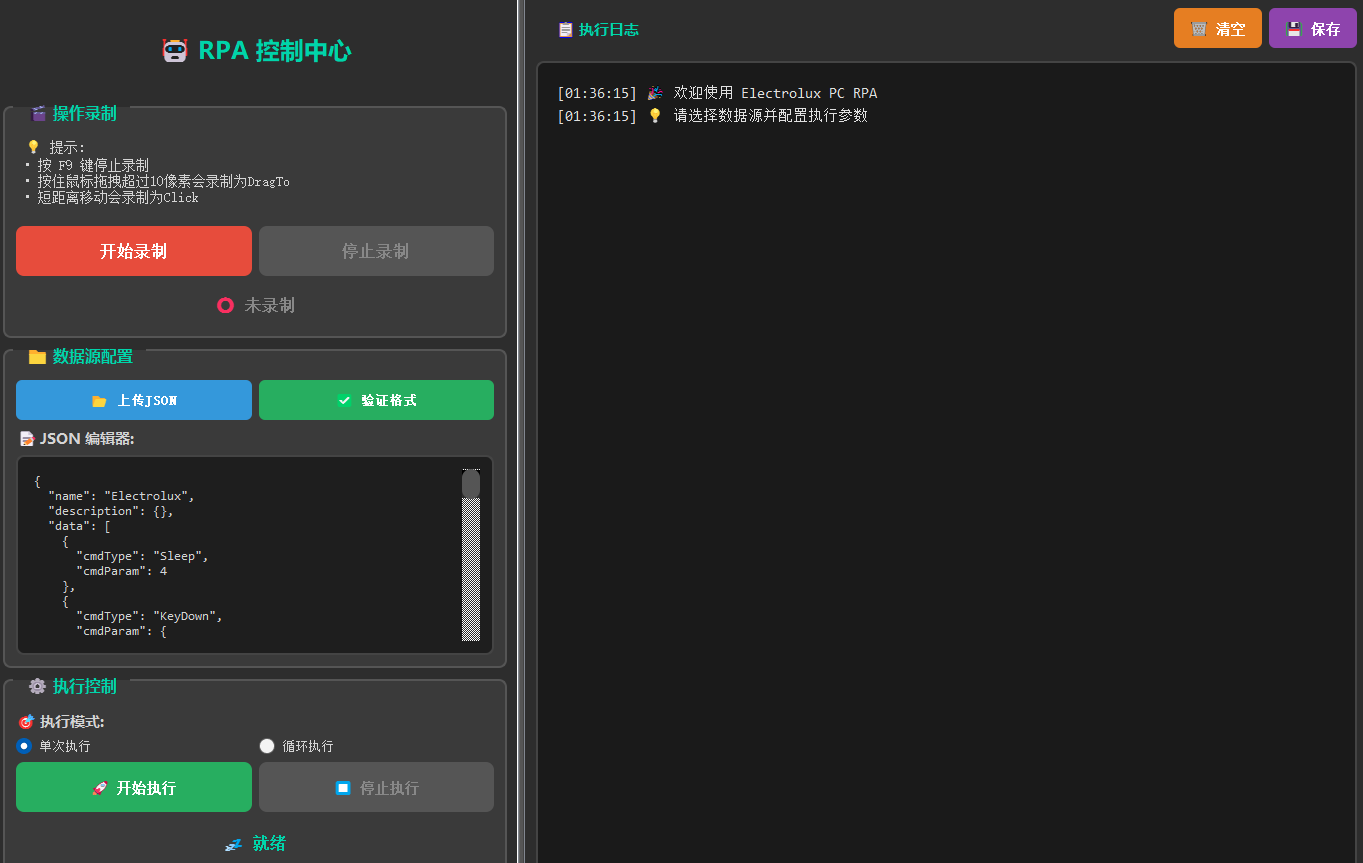 RPA 控制中心
操作录制
提示:
• 按 F9 键停止录制
• 按住鼠标拖拽超过10像素会录制为DragTo
• 短距离移动会录制为Click
开始录制
停止录制
未录制
数据源配置
上传JSON
验证格式
JSON 编辑器:
{
"name": "Electrolux",
"description": {},
"data": [
{
"cmdType": "Sleep",
"cmdParam": 4
},
{
"cmdType": "KeyDown",
"cmdParam": {
执行控制
执行模式:
单次执行
循环执行
开始执行
停止执行
就绪
执行日志
清空
保存
[01:36:15] 🎉 欢迎使用 Electrolux PC RPA
[01:36:15] 💡 请选择数据源并配置执行参数